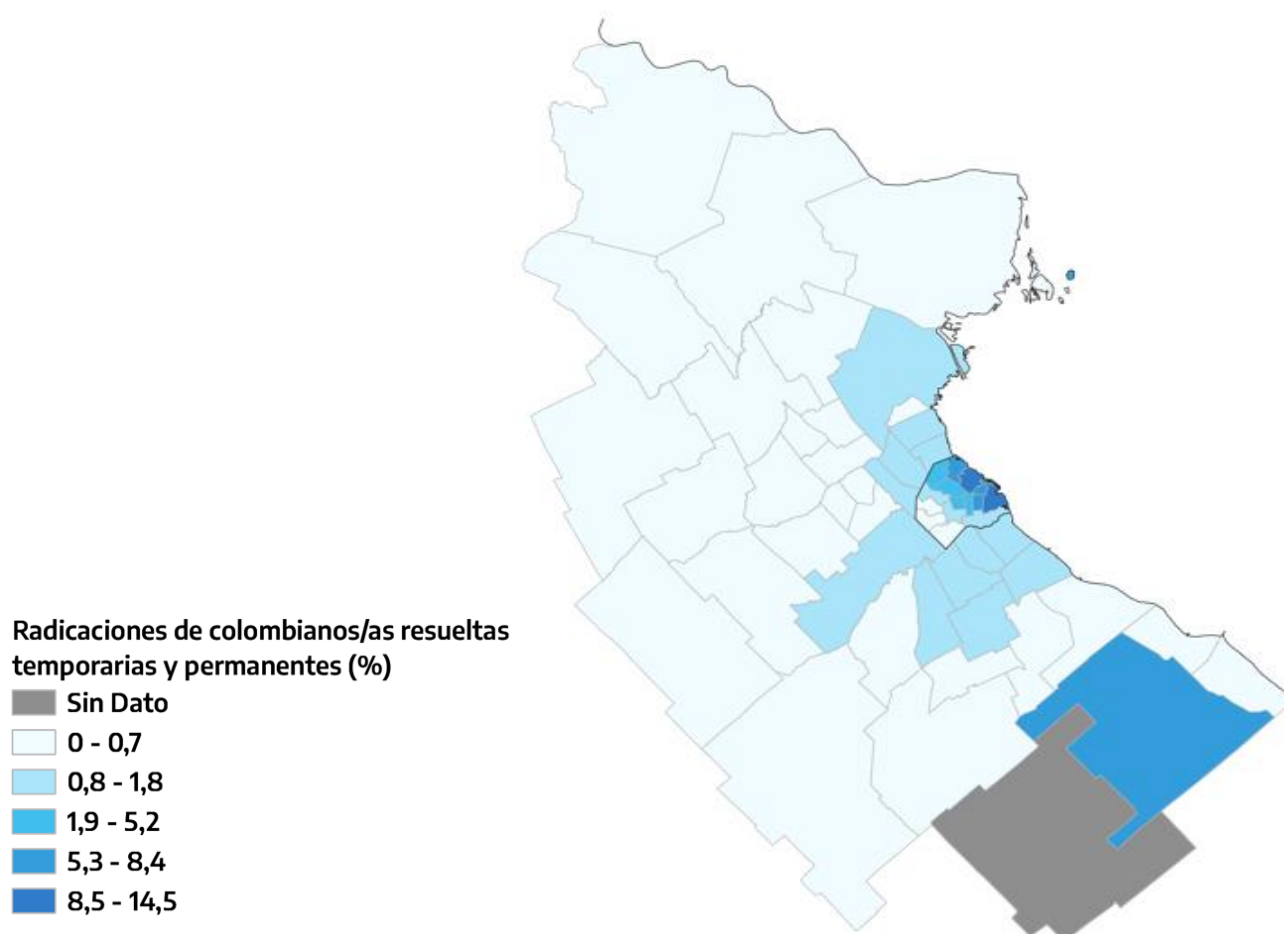 Radicaciones de colombianos/as resueltas
temporarias y permanentes (%)
Sin Dato
0 - 0,7
0,8 - 1,8
1,9 - 5,2
5,3 - 8,4
8,5 - 14,5